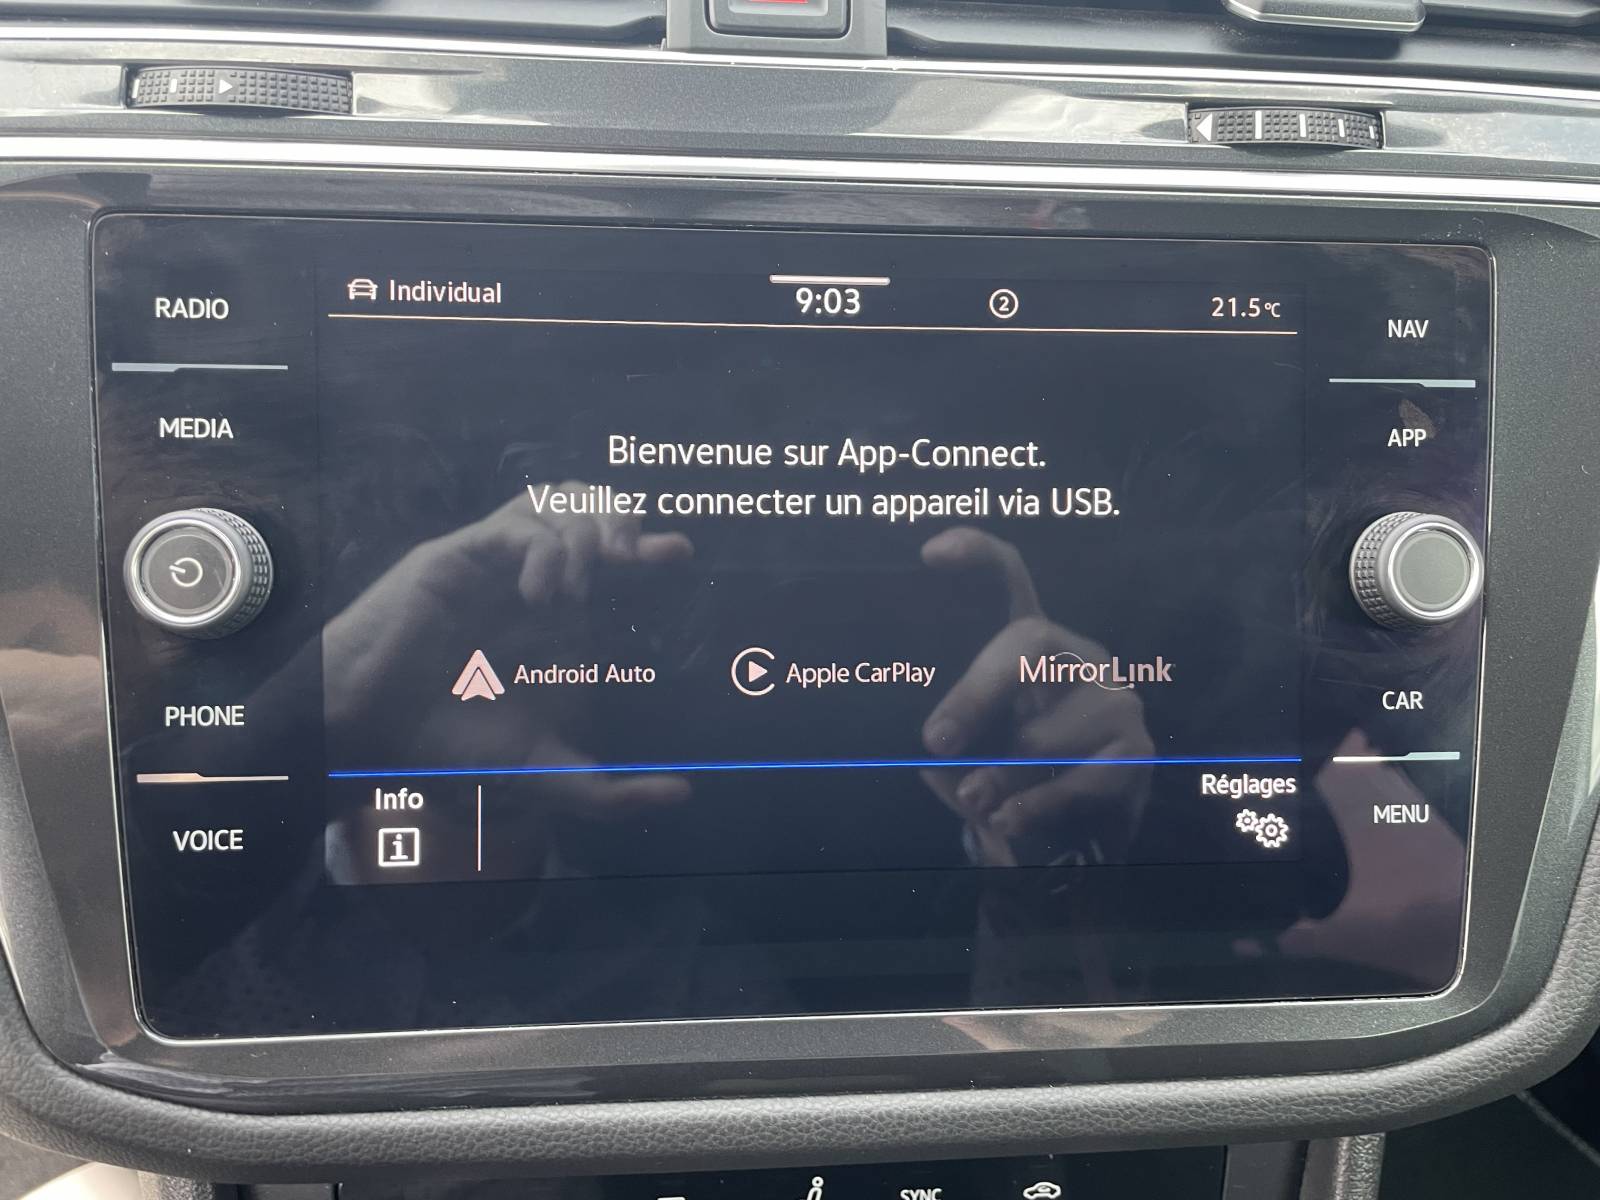 RADIO
MEDIA
PHONE
VOICE
Individual
9:03
2
21.5°C
Bienvenue sur App-Connect.
Veuillez connecter un appareil via USB.
Android Auto
Apple CarPlay
MirrorLink
Info
i
Réglages
NAV
APP
CAR
MENU
SYNC